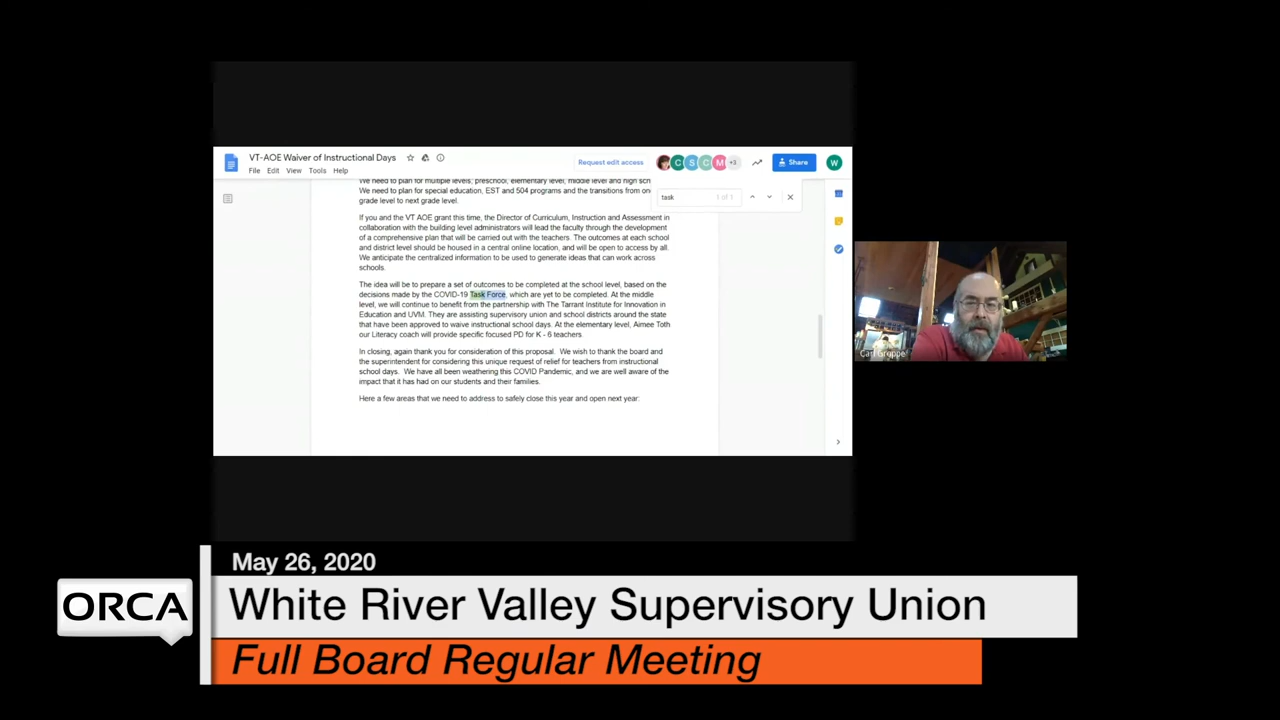 VT-AOE Waiver of Instructional Days
File Edit View Tools Help
Request edit access
C S C M +3
Share
W
task 1 of 1
We need to plan for multiple levels; preschool, elementary level, middle level and high sch
We need to plan for special education, EST and 504 programs and the transitions from on
grade level to next grade level.
If you and the VT AOE grant this time, the Director of Curriculum, Instruction and Assessment in
collaboration with the building level administrators will lead the faculty through the development
of a comprehensive plan that will be carried out with the teachers. The outcomes at each school
and district level should be housed in a central online location, and will be open to access by all.
We anticipate the centralized information to be used to generate ideas that can work across
schools.
The idea will be to prepare a set of outcomes to be completed at the school level, based on the
decisions made by the COVID-19 Task Force, which are yet to be completed. At the middle
level, we will continue to benefit from the partnership with The Tarrant Institute for Innovation in
Education and UVM. They are assisting supervisory union and school districts around the state
that have been approved to waive instructional school days. At the elementary level, Aimee Toth
our Literacy coach will provide specific focused PD for K - 6 teachers
In closing, again thank you for consideration of this proposal. We wish to thank the board and
the superintendent for considering this unique request of relief for teachers from instructional
school days. We have all been weathering this COVID Pandemic, and we are well aware of the
impact that it has had on our students and their families.
Here a few areas that we need to address to safely close this year and open next year:
Carl Groppe
May 26, 2020
ORCA
White River Valley Supervisory Union
Full Board Regular Meeting